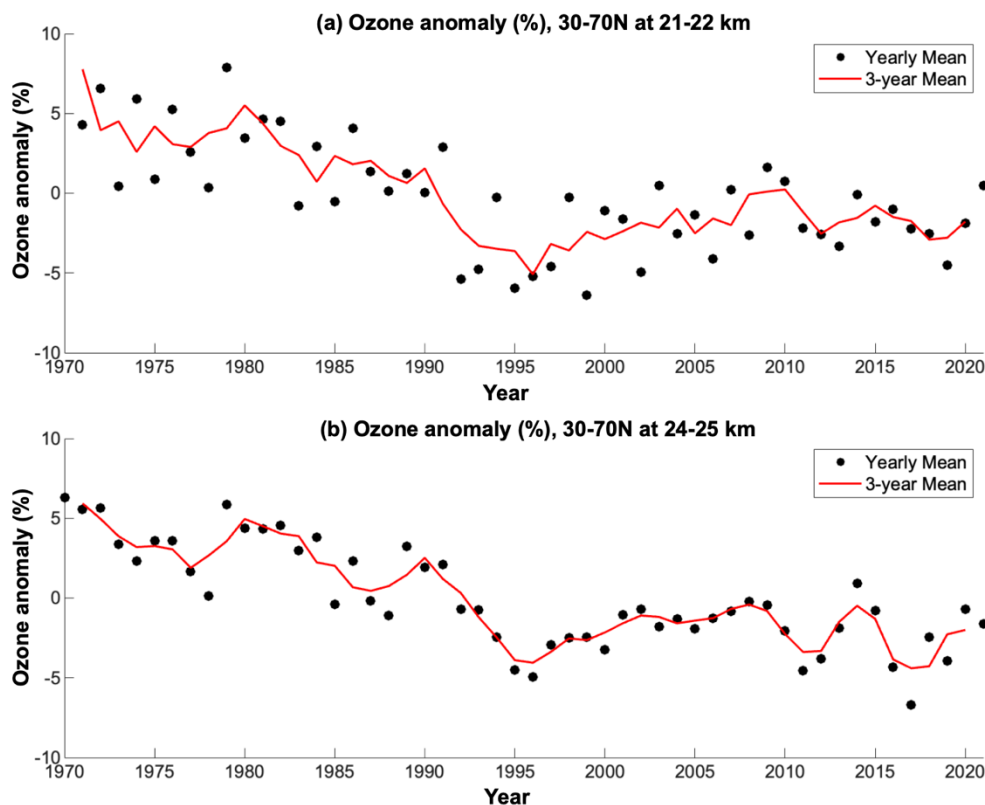 (a) Ozone anomaly (%), 30-70N at 21-22 km
10
5
0
-5
-10
Ozone anomaly (%)
Yearly Mean
3-year Mean
1970 1975 1980 1985 1990 1995 2000 2005 2010 2015 2020
Year
(b) Ozone anomaly (%), 30-70N at 24-25 km
10
5
0
-5
-10
Ozone anomaly (%)
Yearly Mean
3-year Mean
1970 1975 1980 1985 1990 1995 2000 2005 2010 2015 2020
Year